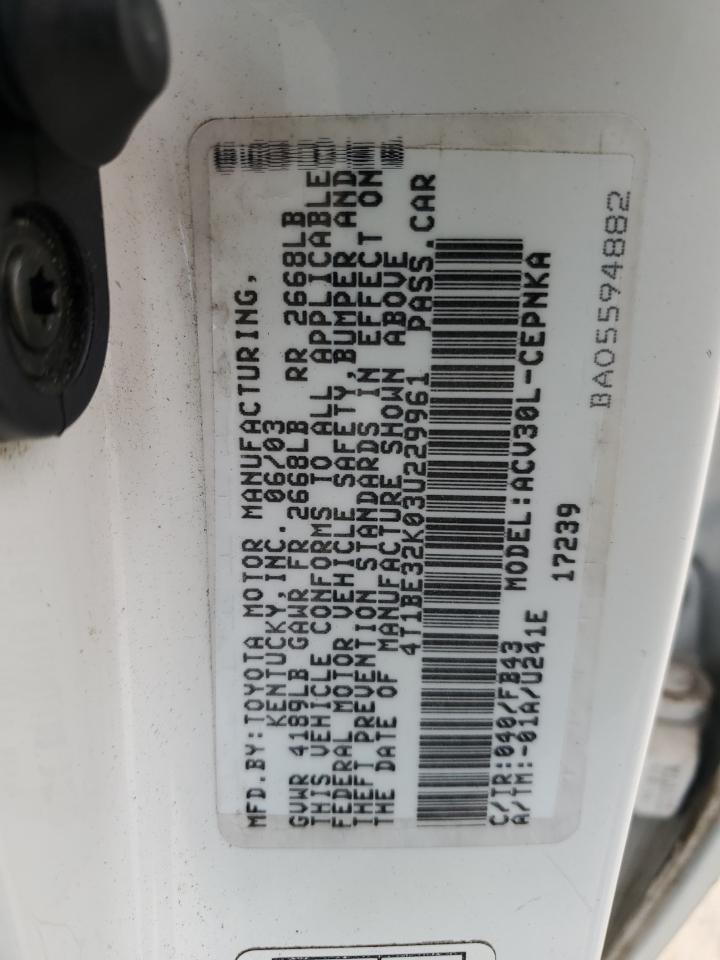 MFD.BY:TOYOTA MOTOR MANUFACTURING,
KENTUCKY,INC. 06/03
GVWR 4189LB GAWR FR 2668LB RR 2668LB
THIS VEHICLE CONFORMS TO ALL APPLICABLE
FEDERAL MOTOR VEHICLE SAFETY,BUMPER AND
THEFT PREVENTION STANDARDS IN EFFECT ON
THE DATE OF MANUFACTURE SHOWN ABOVE
4T1BE32K03U229961 PASS.CAR
C/TR:040/FB43 MODEL:ACV30L-CEPNKA
A/TM:-01A/U241E 17239
BA05594882